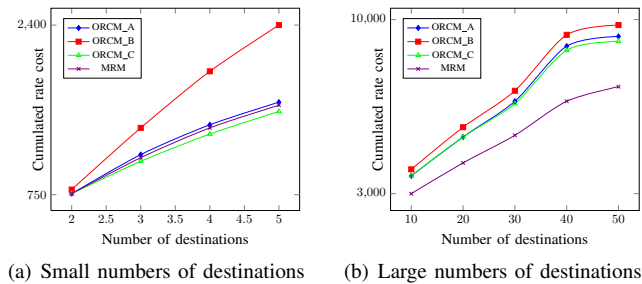 2,400
750
Cumulated rate cost
ORCM_A
ORCM_B
ORCM_C
MRM
2 2.5 3 3.5 4 4.5 5
Number of destinations
(a) Small numbers of destinations
10,000
3,000
Cumulated rate cost
ORCM_A
ORCM_B
ORCM_C
MRM
10 20 30 40 50
Number of destinations
(b) Large numbers of destinations